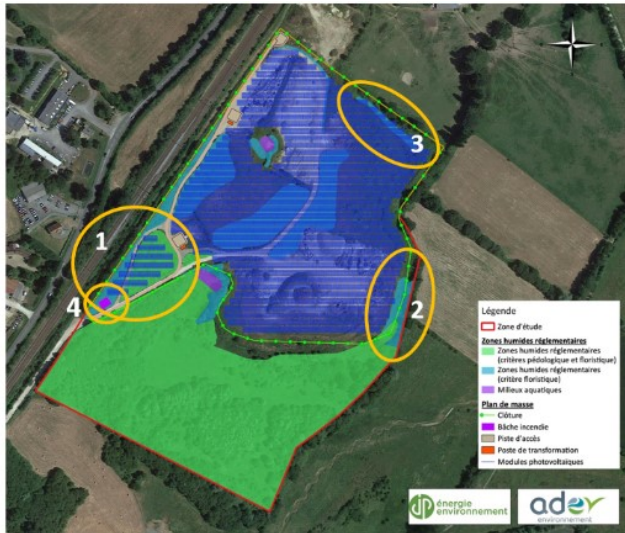 3
1
4
2
Légende
Zone d'étude
Zones humides réglementaires
Zones humides réglementaires
(critères pédologique et floristique)
Zones humides réglementaires
(critère floristique)
Milieux aquatiques
Plan de masse
Clôture
Bâche incendie
Piste d'accès
Poste de transformation
Modules photovoltaïques
énergie
environnement
adev
environnement